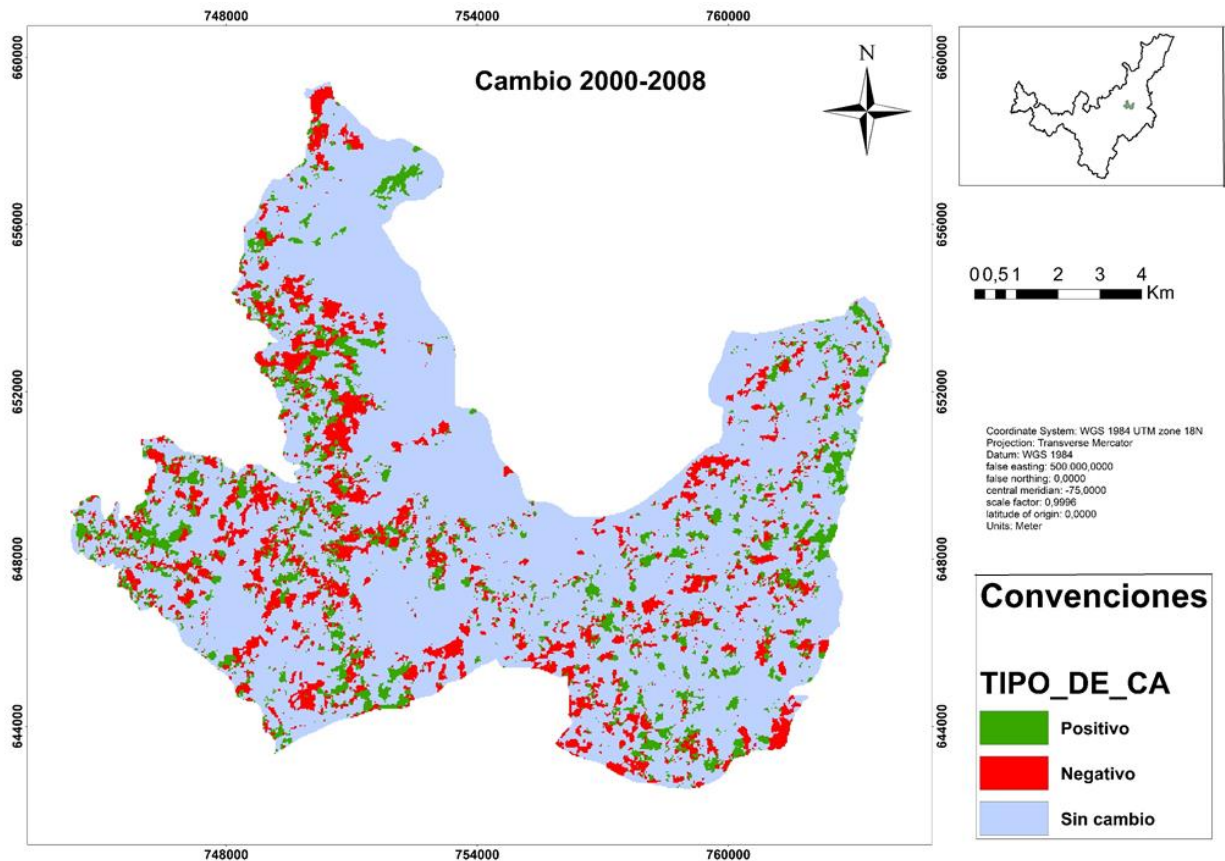 748000
754000
760000
660000
660000
Cambio 2000-2008
N
656000
656000
0 0,5 1 2 3 4
Km
652000
652000
Coordinate System: WGS 1984 UTM zone 18N
Projection: Transverse Mercator
Datum: WGS 1984
false easting: 500.000,0000
false northing: 0,0000
central meridian: -75,0000
scale factor: 0,9996
latitude of origin: 0,0000
Units: Meter
648000
648000
Convenciones
TIPO_DE_CA
644000
644000
Positivo
Negativo
Sin cambio
748000
754000
760000